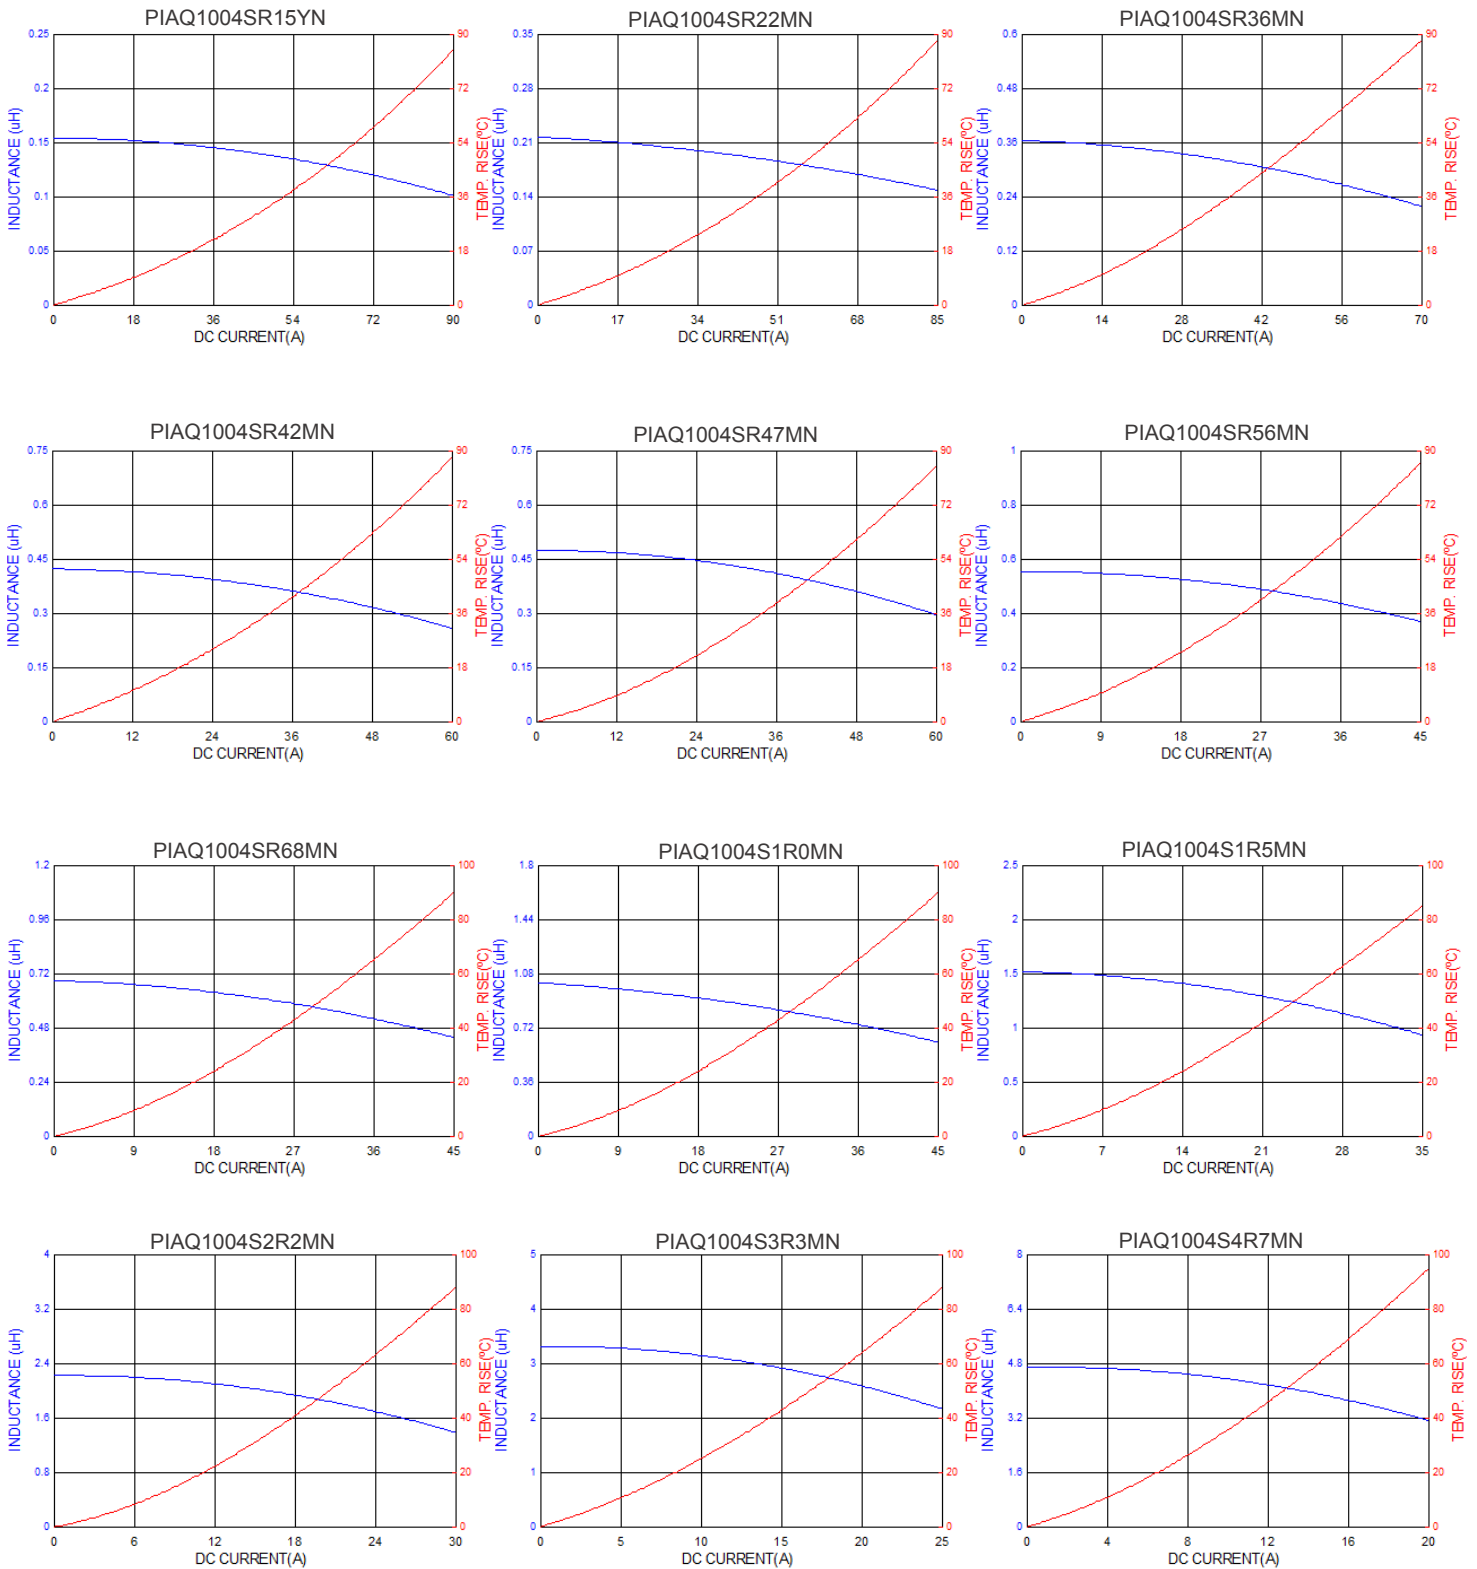 PIAQ1004SR15YN
PIAQ1004SR22MN
PIAQ1004SR36MN
0.25
0.2
0.15
0.1
0.05
0
INDUCTANCE (uH)
90
72
54
36
18
0
TEMP. RISE(ºC)
0 18 36 54 72 90
DC CURRENT(A)
0.35
0.28
0.21
0.14
0.07
0
INDUCTANCE (uH)
90
72
54
36
18
0
TEMP. RISE(ºC)
0 17 34 51 68 85
DC CURRENT(A)
0.6
0.48
0.36
0.24
0.12
0
INDUCTANCE (uH)
90
72
54
36
18
0
TEMP. RISE(ºC)
0 14 28 42 56 70
DC CURRENT(A)
PIAQ1004SR42MN
PIAQ1004SR47MN
PIAQ1004SR56MN
0.75
0.6
0.45
0.3
0.15
0
INDUCTANCE (uH)
90
72
54
36
18
0
TEMP. RISE(ºC)
0 12 24 36 48 60
DC CURRENT(A)
0.75
0.6
0.45
0.3
0.15
0
INDUCTANCE (uH)
90
72
54
36
18
0
TEMP. RISE(ºC)
0 12 24 36 48 60
DC CURRENT(A)
1
0.8
0.6
0.4
0.2
0
INDUCTANCE (uH)
90
72
54
36
18
0
TEMP. RISE(ºC)
0 9 18 27 36 45
DC CURRENT(A)
PIAQ1004SR68MN
PIAQ1004S1R0MN
PIAQ1004S1R5MN
1.2
0.96
0.72
0.48
0.24
0
INDUCTANCE (uH)
100
80
60
40
20
0
TEMP. RISE(ºC)
0 9 18 27 36 45
DC CURRENT(A)
1.8
1.44
1.08
0.72
0.36
0
INDUCTANCE (uH)
100
80
60
40
20
0
TEMP. RISE(ºC)
0 9 18 27 36 45
DC CURRENT(A)
2.5
2
1.5
1
0.5
0
INDUCTANCE (uH)
100
80
60
40
20
0
TEMP. RISE(ºC)
0 7 14 21 28 35
DC CURRENT(A)
PIAQ1004S2R2MN
PIAQ1004S3R3MN
PIAQ1004S4R7MN
4
3.2
2.4
1.6
0.8
0
INDUCTANCE (uH)
100
80
60
40
20
0
TEMP. RISE(ºC)
0 6 12 18 24 30
DC CURRENT(A)
5
4
3
2
1
0
INDUCTANCE (uH)
100
80
60
40
20
0
TEMP. RISE(ºC)
0 5 10 15 20 25
DC CURRENT(A)
8
6.4
4.8
3.2
1.6
0
INDUCTANCE (uH)
100
80
60
40
20
0
TEMP. RISE(ºC)
0 4 8 12 16 20
DC CURRENT(A)